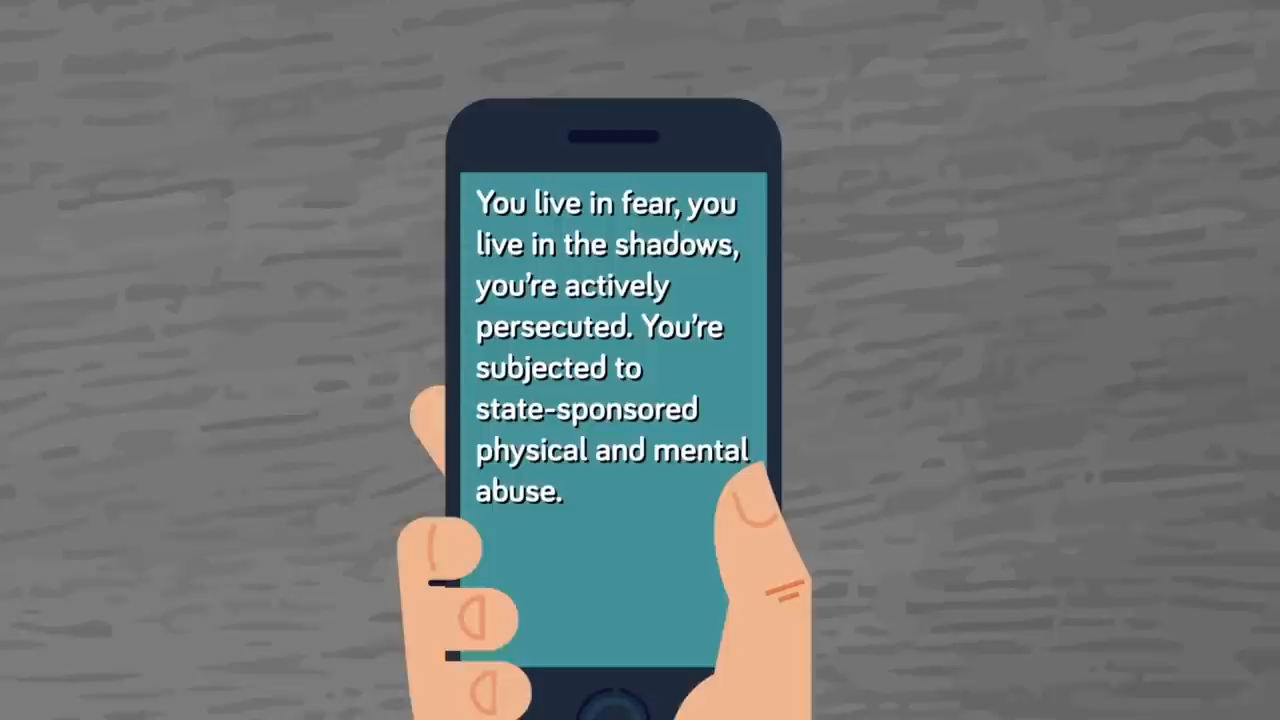 You live in fear, you
live in the shadows,
you’re actively
persecuted. You’re
subjected to
state-sponsored
physical and mental
abuse.